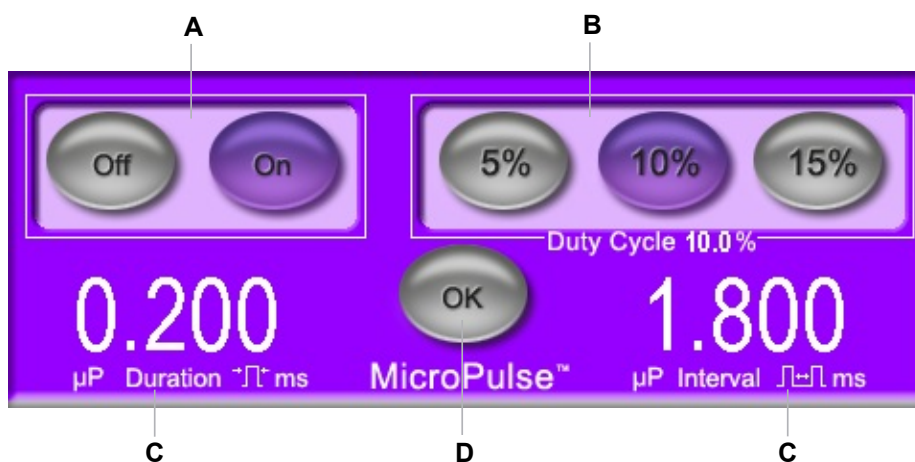 A B
Off On 5% 10% 15%
Duty Cycle 10.0%
OK
0.200 1.800
µP Duration ms MicroPulse™ µP Interval ms
C D C